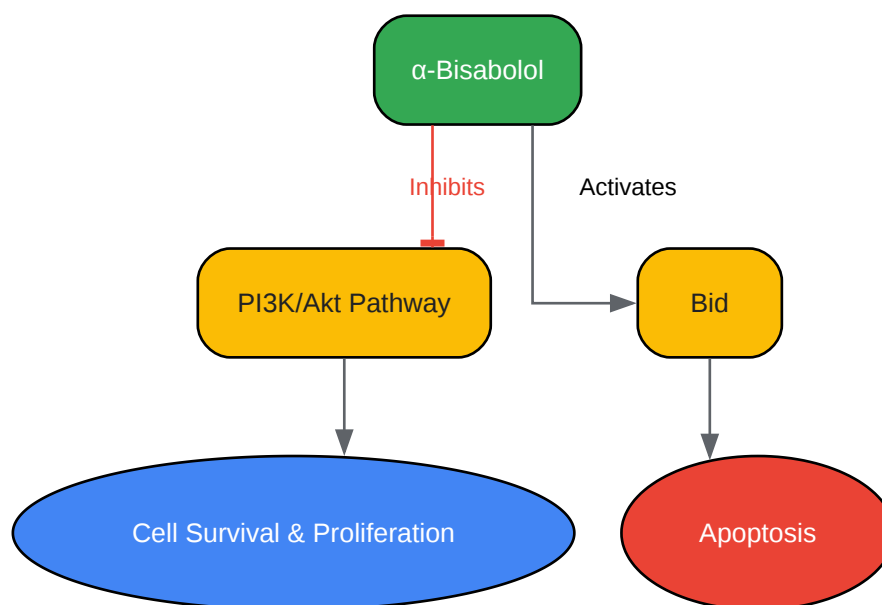 α-Bisabolol
Inhibits
Activates
PI3K/Akt Pathway
Bid
Cell Survival & Proliferation
Apoptosis